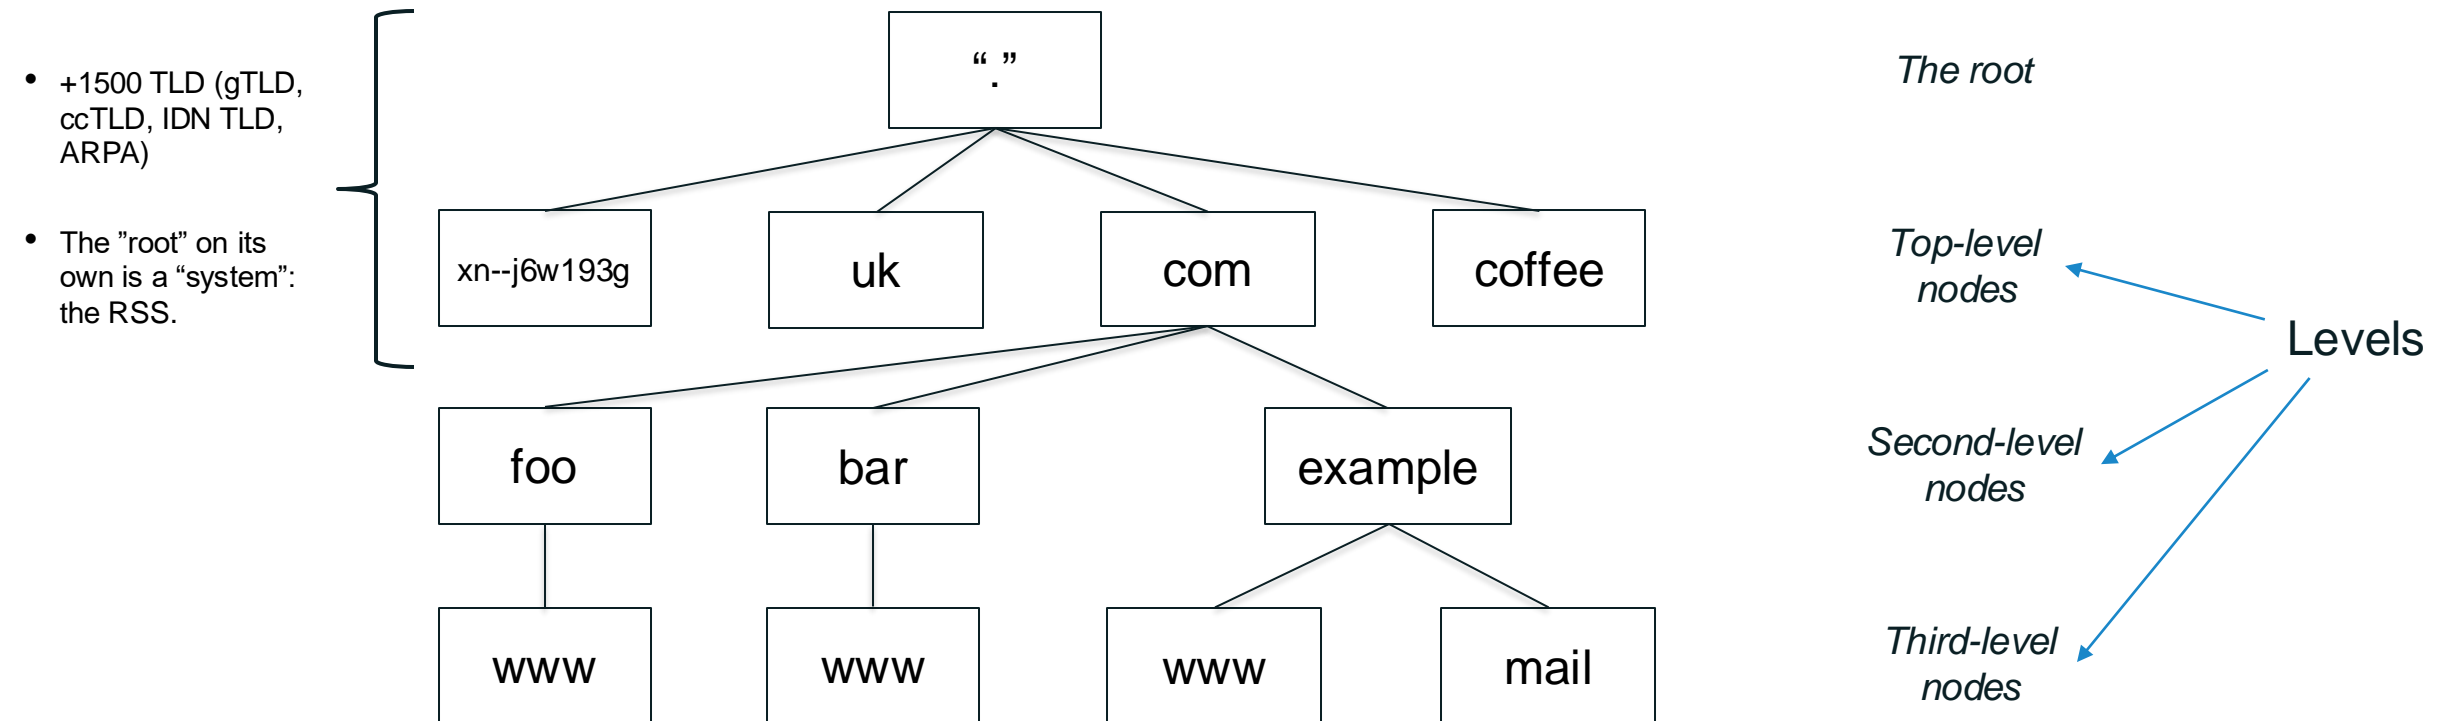 • +1500 TLD (gTLD,
ccTLD, IDN TLD,
ARPA)
• The ”root” on its
own is a “system”:
the RSS.
“.”
The root
xn--j6w193g
uk
com
coffee
Top-level
nodes
Levels
foo
bar
example
Second-level
nodes
www
www
www
mail
Third-level
nodes